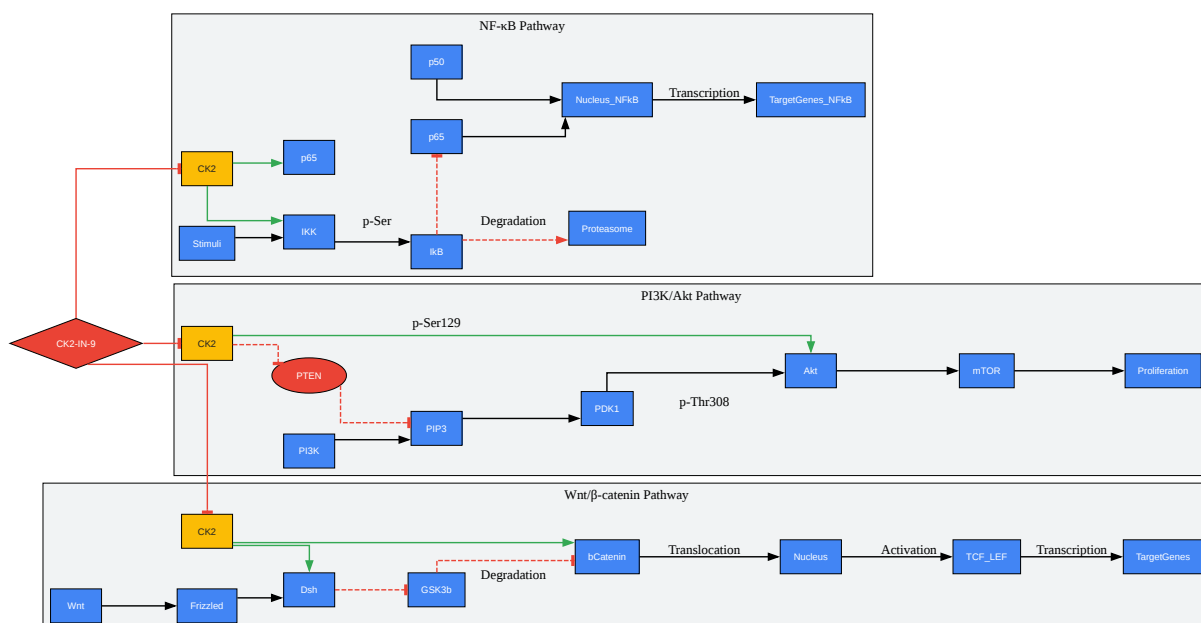 NF-κB Pathway
p50
Nucleus_NFkB
Transcription
TargetGenes_NFkB
p65
CK2
p65
p-Ser
Degradation
Proteasome
Stimuli
IKK
IkB
CK2-IN-9
PI3K/Akt Pathway
p-Ser129
CK2
PTEN
Akt
mTOR
Proliferation
p-Thr308
PDK1
PIP3
PI3K
Wnt/β-catenin Pathway
CK2
bCatenin
Translocation
Nucleus
Activation
TCF_LEF
Transcription
TargetGenes
Degradation
Dsh
GSK3b
Wnt
Frizzled